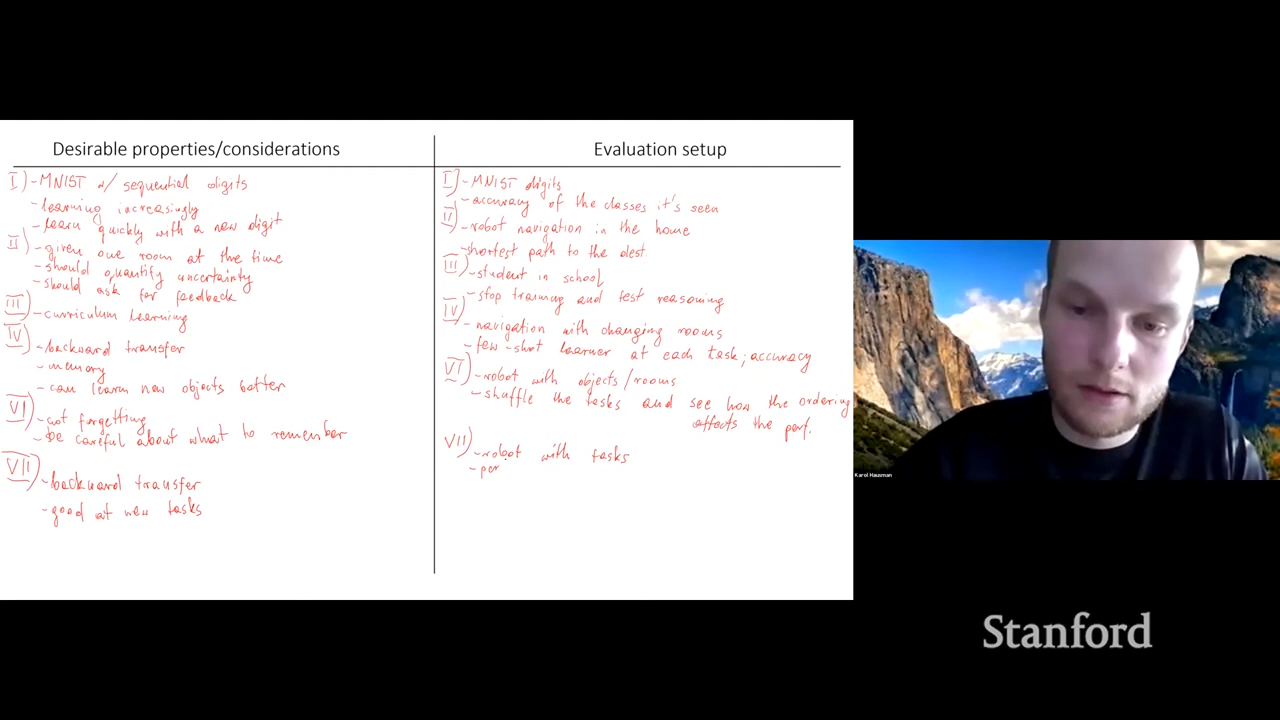 Desirable properties/considerations
I) - MNIST w/ sequential digits
- learning increasingly
- learn quickly with a new digit
II) - given one room at the time
- should quantify uncertainty
- should ask for feedback
III) - curriculum learning
IV) - backward transfer
- memory
- can learn new objects better
VI) - not forgetting
- be careful about what to remember
VII) - backward transfer
- good at new tasks
Evaluation setup
I) - MNIST digits
- accuracy of the classes it's seen
II) - robot navigation in the home
- shortest path to the dest.
III) - student in school
- stop training and test reasoning
IV) - navigation with changing rooms
- few-shot learner at each task; accuracy
VI) - robot with objects/rooms
- shuffle the tasks and see how the ordering
affects the perf.
VII) - robot with tasks
- per
Karol Hausman
Stanford